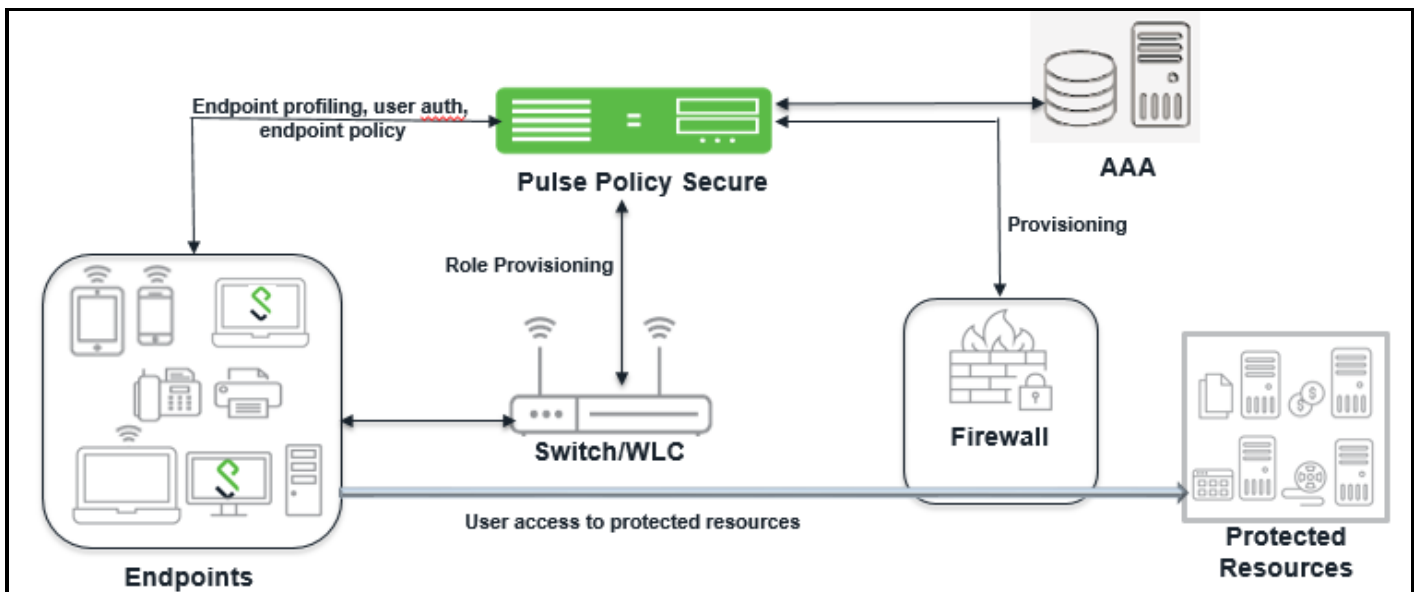 Endpoint profiling, user auth,
endpoint policy
Pulse Policy Secure
AAA
Role Provisioning
Provisioning
Switch/WLC
Firewall
User access to protected resources
Endpoints
Protected
Resources